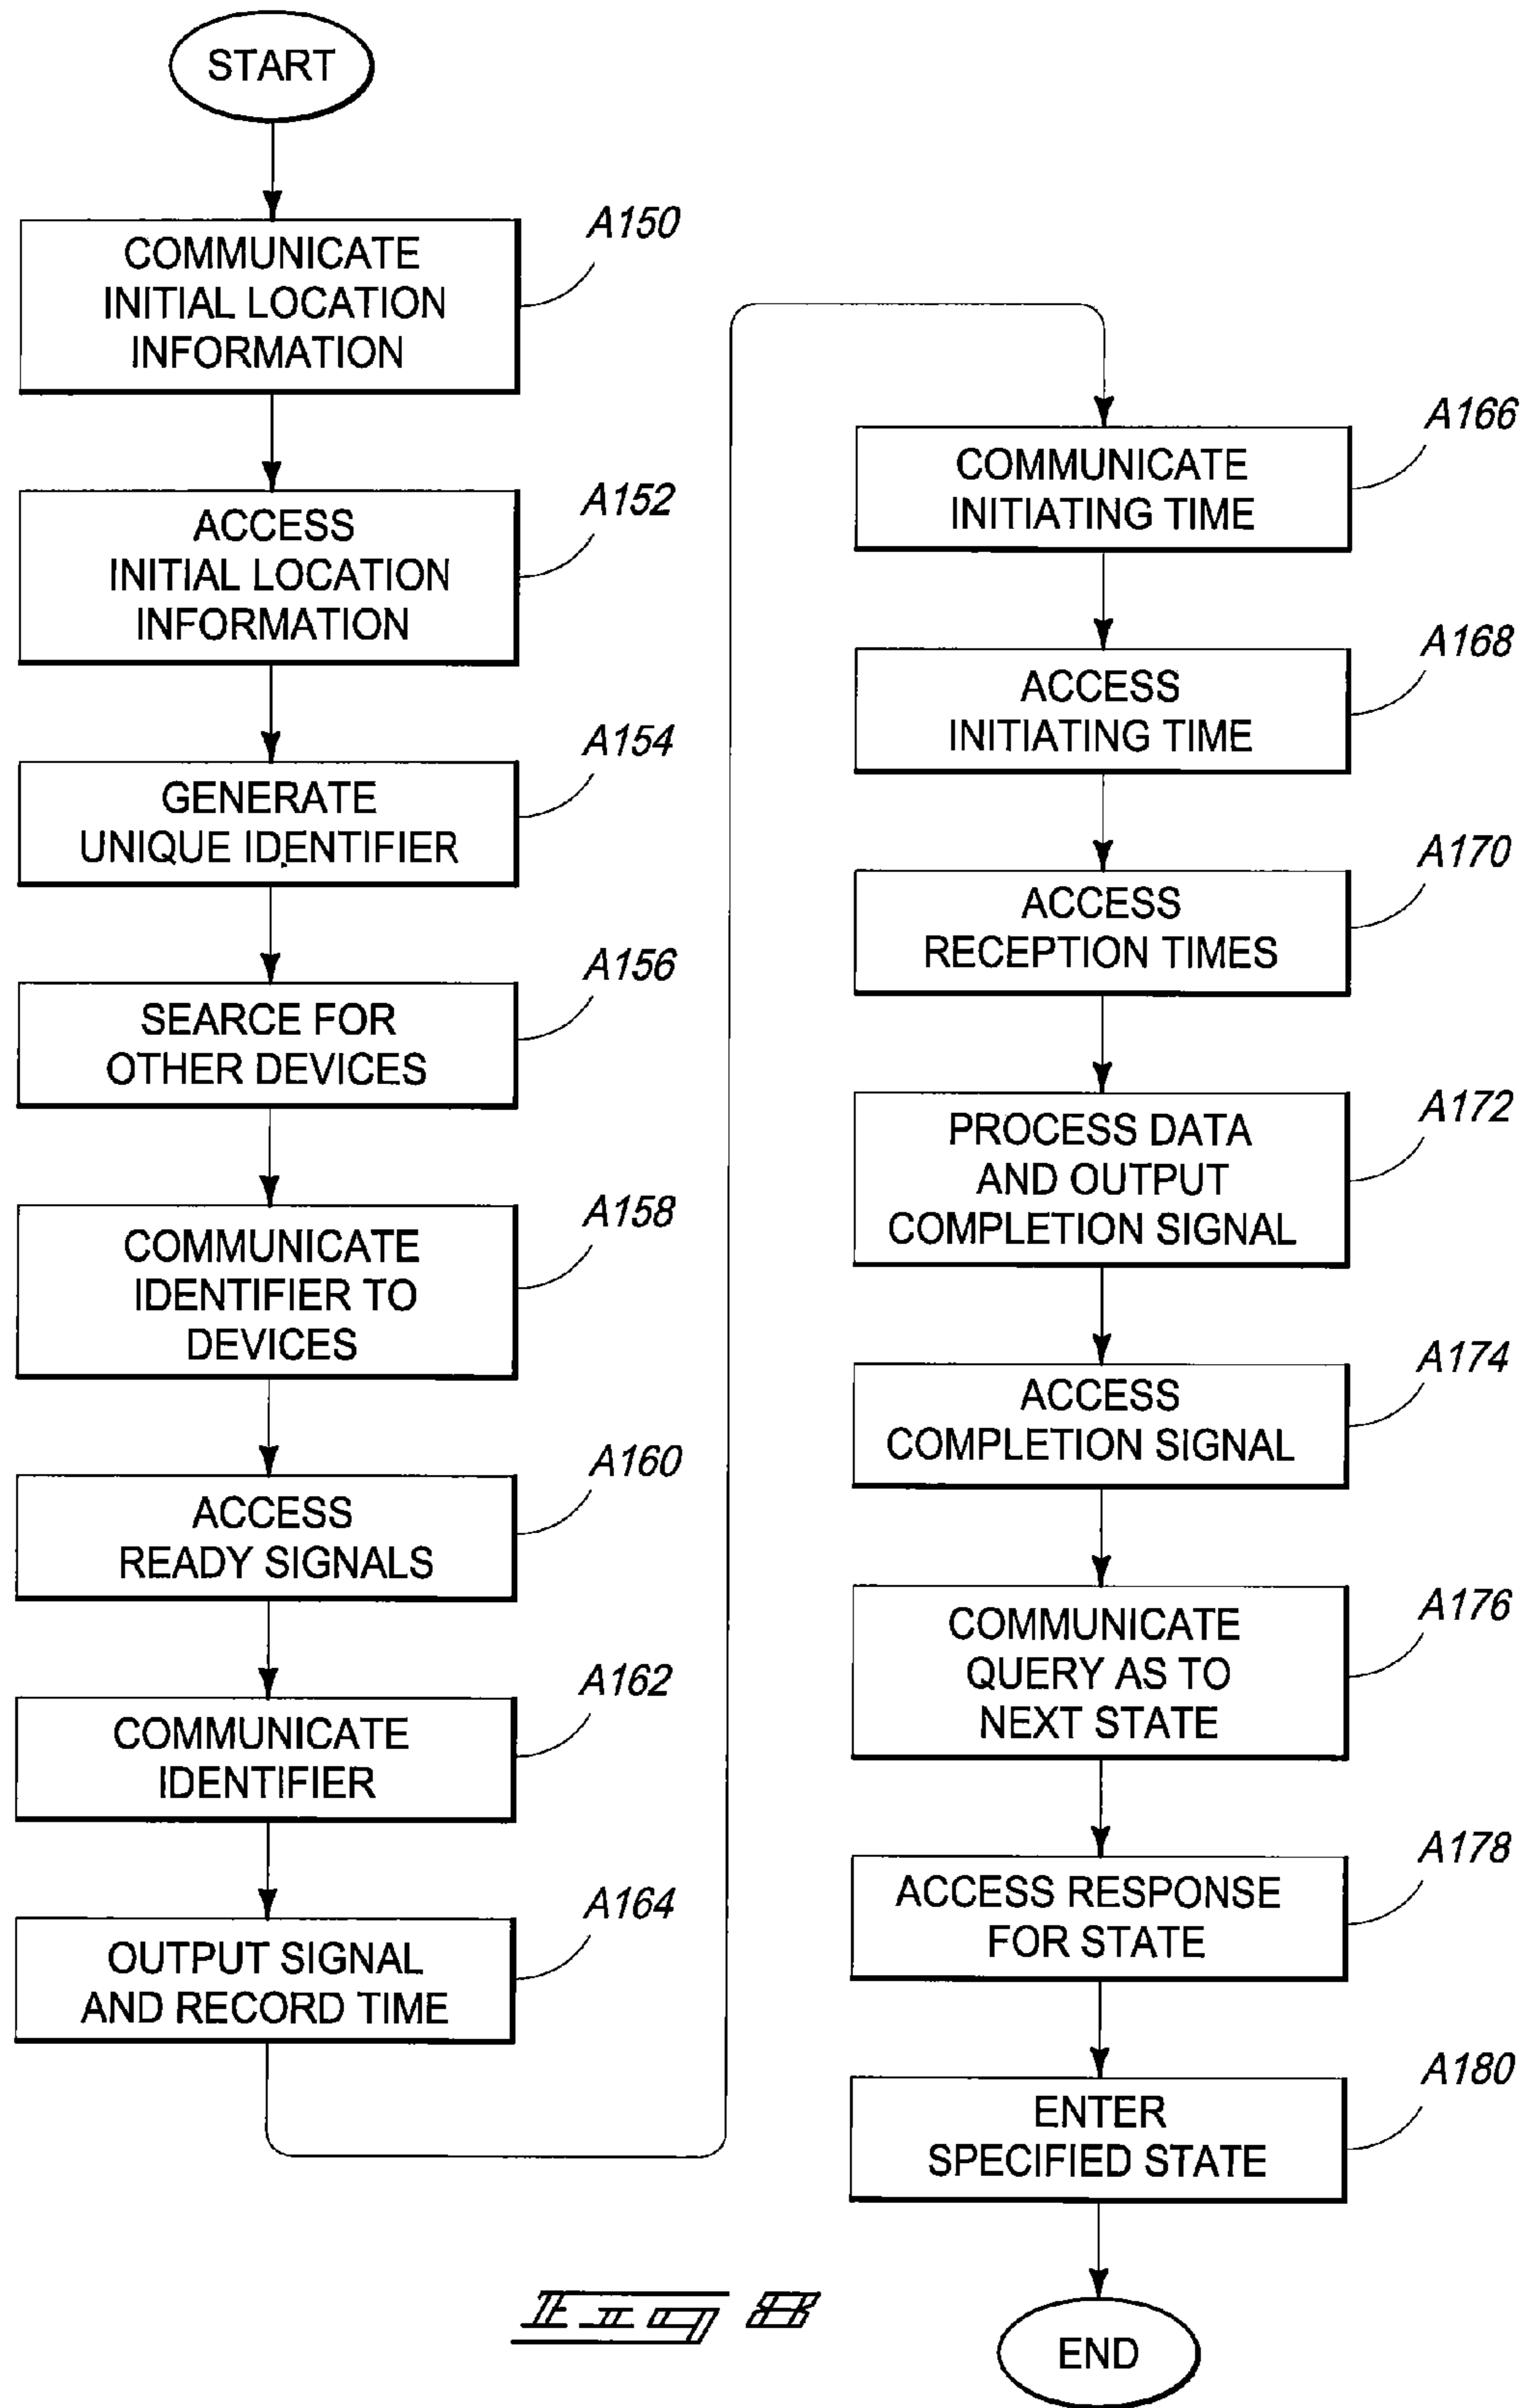 START
COMMUNICATE
INITIAL LOCATION
INFORMATION
A150
ACCESS
INITIAL LOCATION
INFORMATION
A152
GENERATE
UNIQUE IDENTIFIER
A154
SEARCE FOR
OTHER DEVICES
A156
COMMUNICATE
IDENTIFIER TO
DEVICES
A158
ACCESS
READY SIGNALS
A160
COMMUNICATE
IDENTIFIER
A162
OUTPUT SIGNAL
AND RECORD TIME
A164
COMMUNICATE
INITIATING TIME
A166
ACCESS
INITIATING TIME
A168
ACCESS
RECEPTION TIMES
A170
PROCESS DATA
AND OUTPUT
COMPLETION SIGNAL
A172
ACCESS
COMPLETION SIGNAL
A174
COMMUNICATE
QUERY AS TO
NEXT STATE
A176
ACCESS RESPONSE
FOR STATE
A178
ENTER
SPECIFIED STATE
A180
END
Fig 8